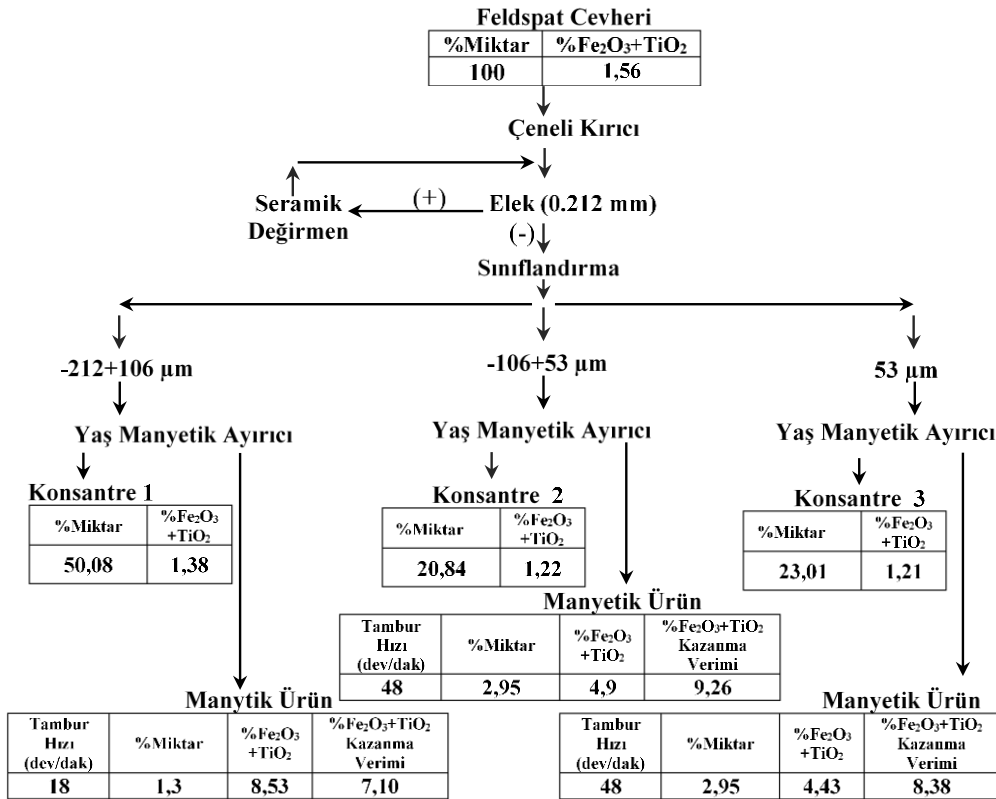 Feldspat Cevheri
%Miktar %Fe₂O₃+TiO₂
100 1,56
Çeneli Kırıcı
Seramik Değirmen
(+)
Elek (0.212 mm)
(-)
Sınıflandırma
-212+106 µm
-106+53 µm
53 µm
Yaş Manyetik Ayırıcı
Yaş Manyetik Ayırıcı
Yaş Manyetik Ayırıcı
Konsantre 1
%Miktar %Fe₂O₃ +TiO₂
50,08 1,38
Konsantre 2
%Miktar %Fe₂O₃ +TiO₂
20,84 1,22
Konsantre 3
%Miktar %Fe₂O₃ +TiO₂
23,01 1,21
Manyetik Ürün
Tambur Hızı (dev/dak) %Miktar %Fe₂O₃ +TiO₂ %Fe₂O₃+TiO₂ Kazanma Verimi
48 2,95 4,9 9,26
Manytik Ürün
Tambur Hızı (dev/dak) %Miktar %Fe₂O₃ +TiO₂ %Fe₂O₃+TiO₂ Kazanma Verimi
18 1,3 8,53 7,10
Manyetik Ürün
Tambur Hızı (dev/dak) %Miktar %Fe₂O₃ +TiO₂ %Fe₂O₃+TiO₂ Kazanma Verimi
48 2,95 4,43 8,38